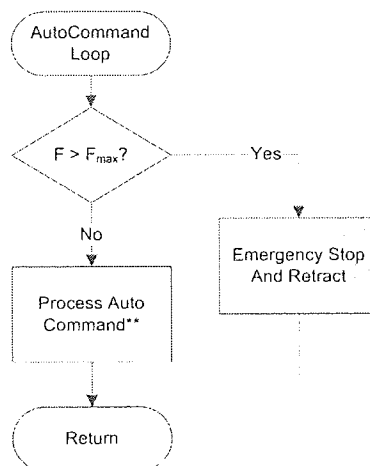 AutoCommand
Loop
F > Fmax?
Yes
No
Emergency Stop
And Retract
Process Auto
Command**
Return